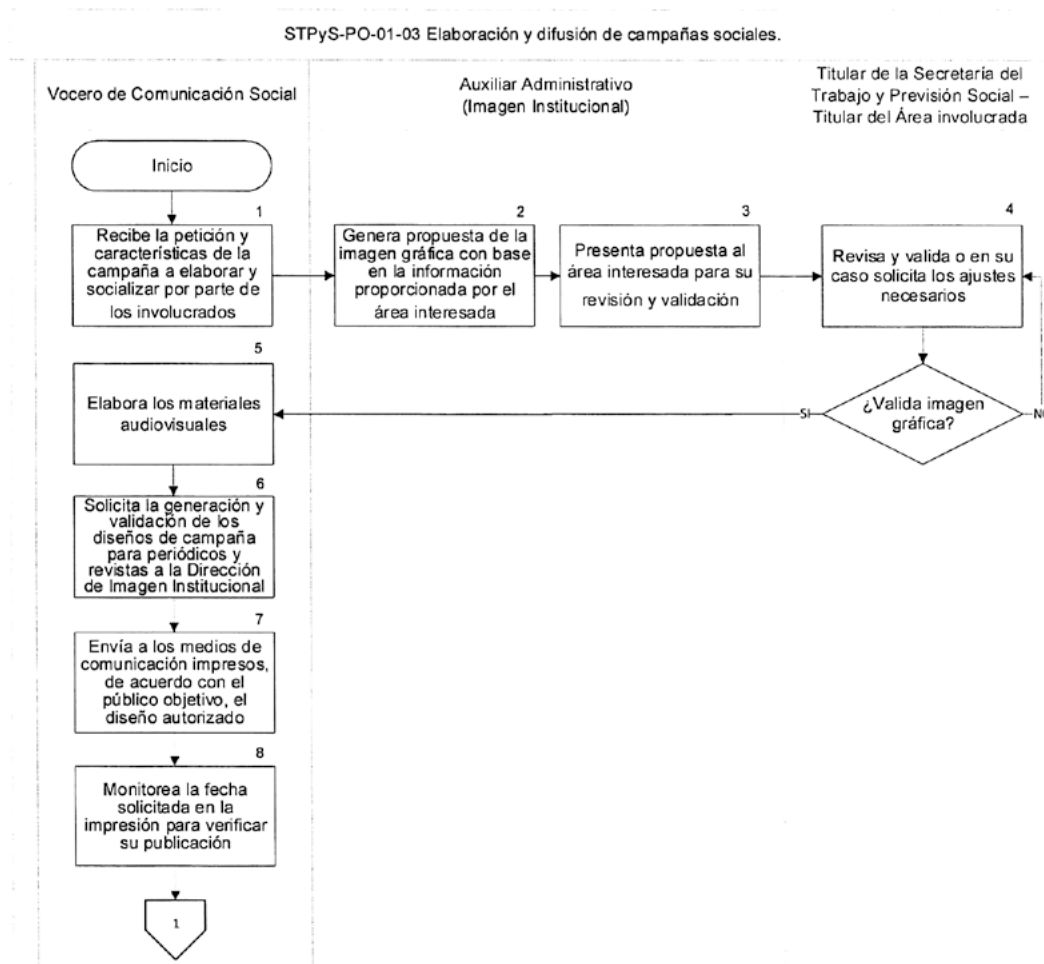 STPyS-PO-01-03 Elaboración y difusión de campañas sociales.
Vocero de Comunicación Social
Auxiliar Administrativo
(Imagen Institucional)
Titular de la Secretaría del
Trabajo y Previsión Social –
Titular del Área involucrada
Inicio
1
Recibe la petición y
características de la
campaña a elaborar y
socializar por parte de
los involucrados
2
Genera propuesta de la
imagen gráfica con base
en la información
proporcionada por el
área interesada
3
Presenta propuesta al
área interesada para su
revisión y validación
4
Revisa y valida o en su
caso solicita los ajustes
necesarios
¿Valida imagen
gráfica?
SI
NO
5
Elabora los materiales
audiovisuales
6
Solicita la generación y
validación de los
diseños de campaña
para periódicos y
revistas a la Dirección
de Imagen Institucional
7
Envía a los medios de
comunicación impresos,
de acuerdo con el
público objetivo, el
diseño autorizado
8
Monitorea la fecha
solicitada en la
impresión para verificar
su publicación
1